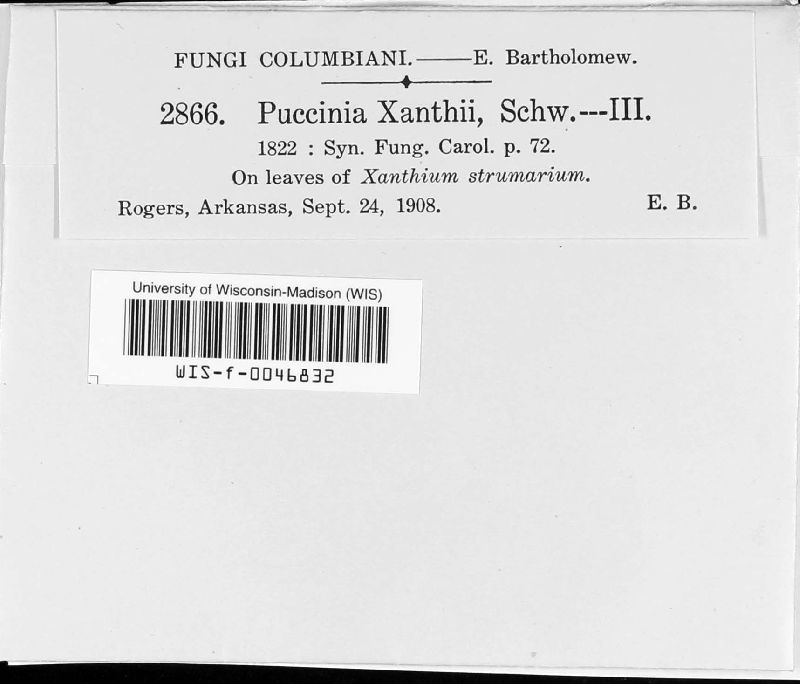 FUNGI COLUMBIANI.——E. Bartholomew.
2866. Puccinia Xanthii, Schw.---III.
1822 : Syn. Fung. Carol. p. 72.
On leaves of Xanthium strumarium.
Rogers, Arkansas, Sept. 24, 1908. E. B.
University of Wisconsin-Madison (WIS)
WIS-f-0046832